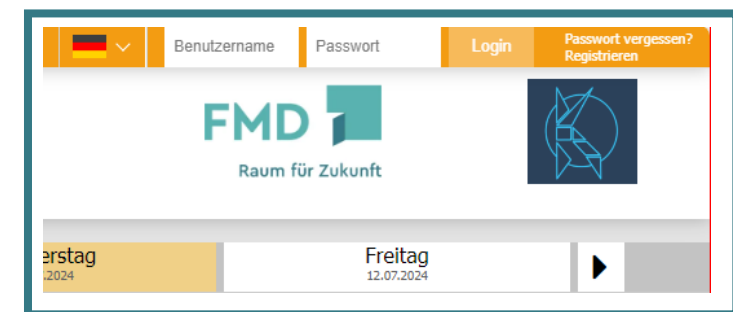 Benutzername Passwort Login Passwort vergessen?
Registrieren
FMD
Raum für Zukunft
erstag Freitag
.2024 12.07.2024